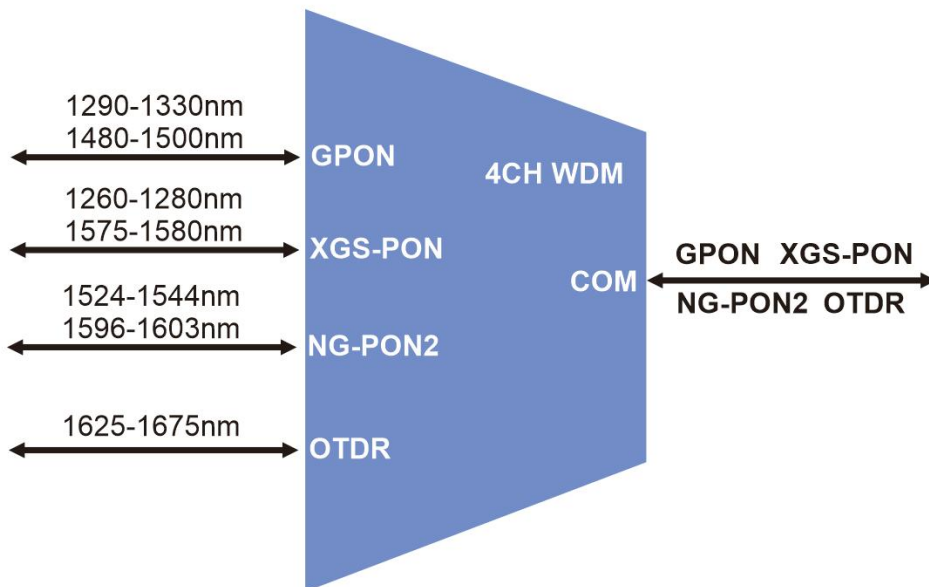 1290-1330nm
1480-1500nm
GPON
4CH WDM
1260-1280nm
1575-1580nm
XGS-PON
COM
GPON XGS-PON
NG-PON2 OTDR
1524-1544nm
1596-1603nm
NG-PON2
1625-1675nm
OTDR